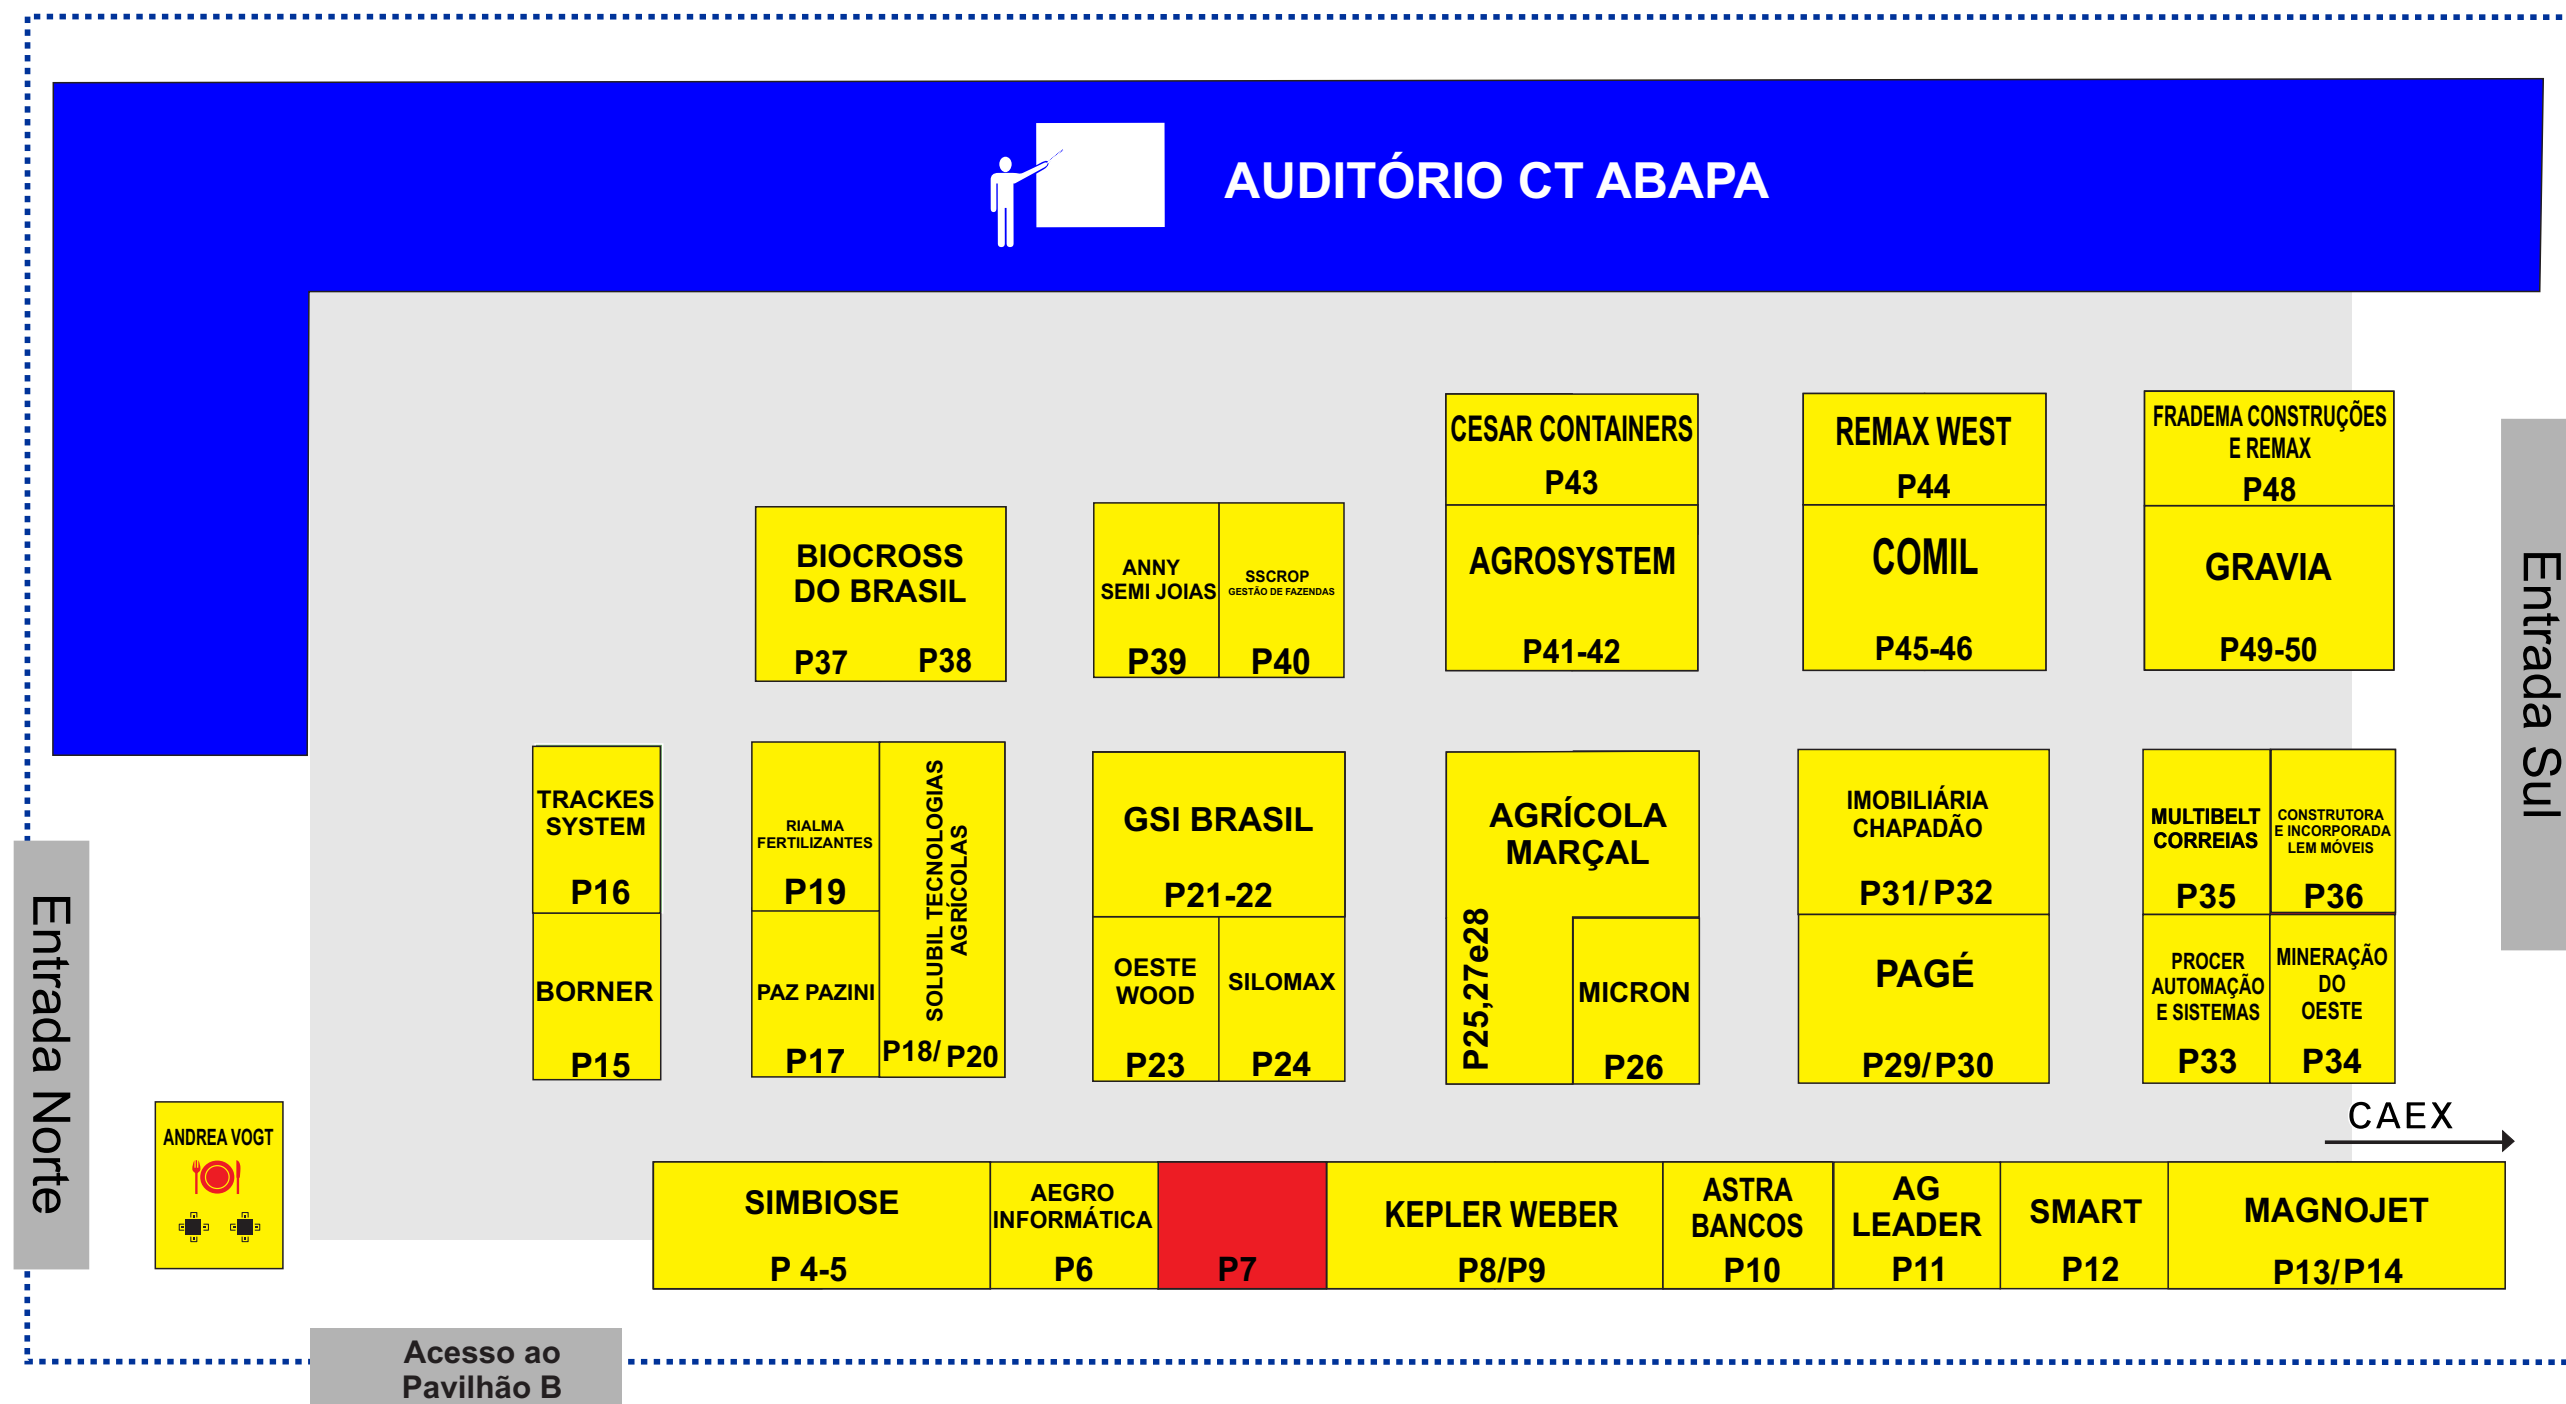 AUDITÓRIO CT ABAPA
CESAR CONTAINERS
P43
REMAX WEST
P44
FRADEMA CONSTRUÇÕES
E REMAX
P48
BIOCROSS
DO BRASIL
P37 P38
ANNY
SEMI JOIAS
P39
SSCROP
GESTÃO DE FAZENDAS
P40
AGROSYSTEM
P41-42
COMIL
P45-46
GRAVIA
P49-50
Entrada Sul
TRACKES
SYSTEM
P16
RIALMA
FERTILIZANTES
P19
SOLUBIL TECNOLOGIAS
AGRÍCOLAS
P18/ P20
GSI BRASIL
P21-22
AGRÍCOLA
MARÇAL
P25,27e28
IMOBILIÁRIA
CHAPADÃO
P31/ P32
MULTIBELT
CORREIAS
P35
CONSTRUTORA
E INCORPORADA
LEM MÓVEIS
P36
Entrada Norte
BORNER
P15
PAZ PAZINI
P17
OESTE
WOOD
P23
SILOMAX
P24
MICRON
P26
PAGÉ
P29/ P30
PROCER
AUTOMAÇÃO
E SISTEMAS
P33
MINERAÇÃO
DO
OESTE
P34
CAEX
ANDREA VOGT
SIMBIOSE
P 4-5
AEGRO
INFORMÁTICA
P6
P7
KEPLER WEBER
P8/P9
ASTRA
BANCOS
P10
AG
LEADER
P11
SMART
P12
MAGNOJET
P13/ P14
Acesso ao
Pavilhão B